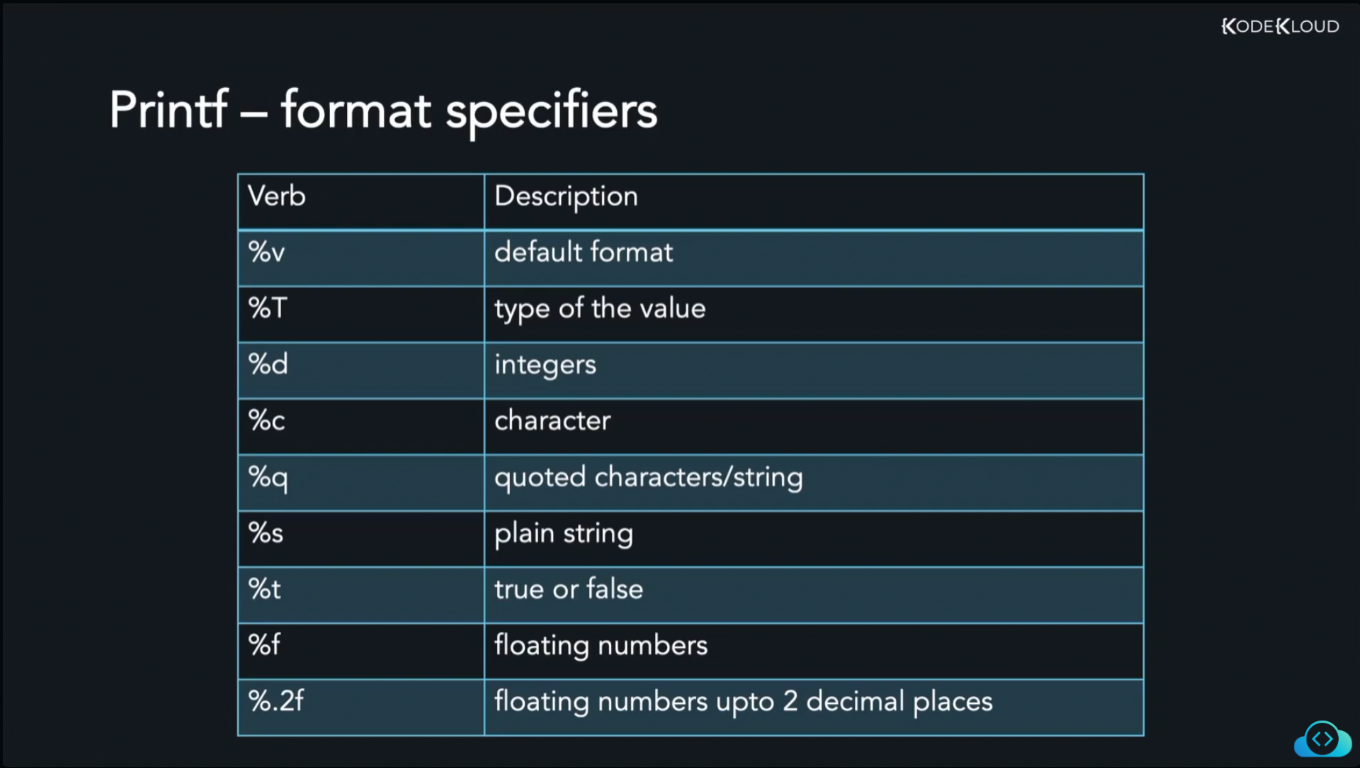 KODEKLOUD
Printf – format specifiers
Verb Description
%v default format
%T type of the value
%d integers
%c character
%q quoted characters/string
%s plain string
%t true or false
%f floating numbers
%.2f floating numbers upto 2 decimal places